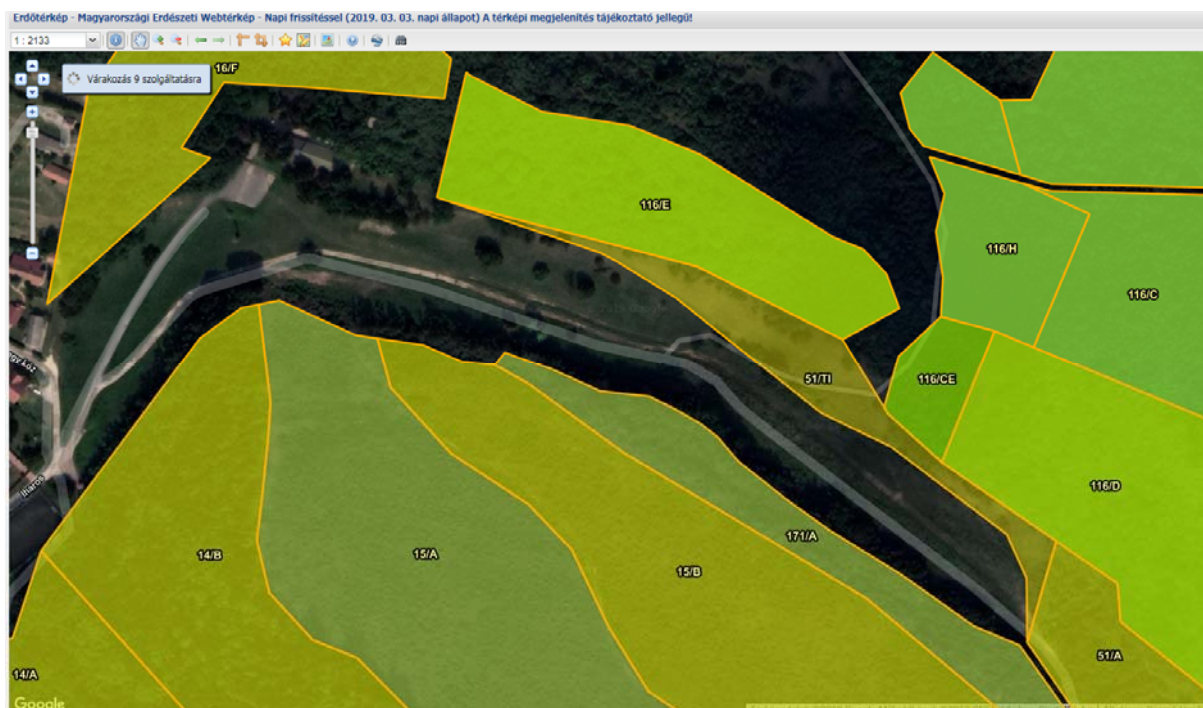 Erdőtérkép - Magyarországi Erdészeti Webtérkép - Napi frissítéssel (2019. 03. 03. napi állapot) A térképi megjelenítés tájékoztató jellegű!
1 : 2133
Várakozás 9 szolgáltatásra
16/F
116/E
116/H
116/C
51/TI
116/CE
116/D
Iharos
171/A
14/B
15/A
15/B
51/A
14/A
Google